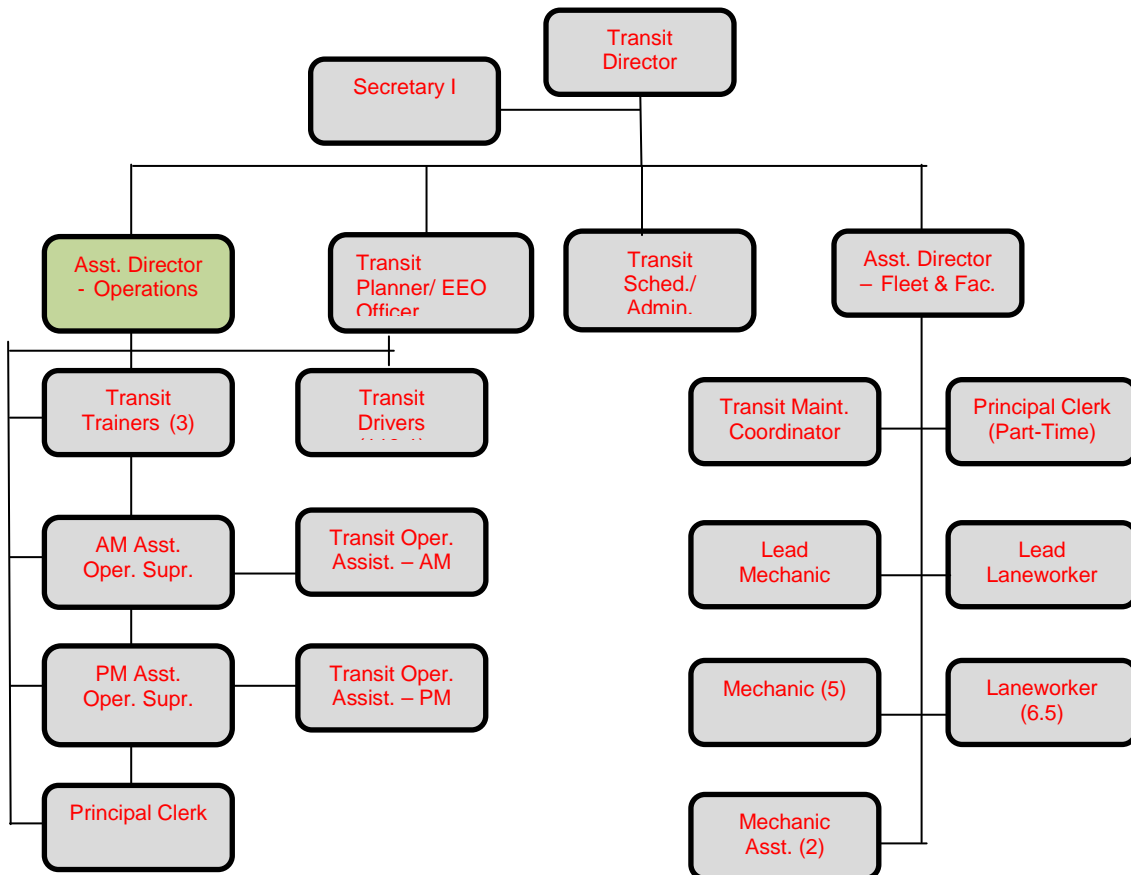 Transit
Director
Secretary I
Asst. Director
- Operations
Transit
Planner/ EEO
Officer
Transit
Sched./
Admin.
Asst. Director
– Fleet & Fac.
Transit
Trainers (3)
Transit
Drivers
Transit Maint.
Coordinator
Principal Clerk
(Part-Time)
AM Asst.
Oper. Supr.
Transit Oper.
Assist. – AM
Lead
Mechanic
Lead
Laneworker
PM Asst.
Oper. Supr.
Transit Oper.
Assist. – PM
Mechanic (5)
Laneworker
(6.5)
Principal Clerk
Mechanic
Asst. (2)